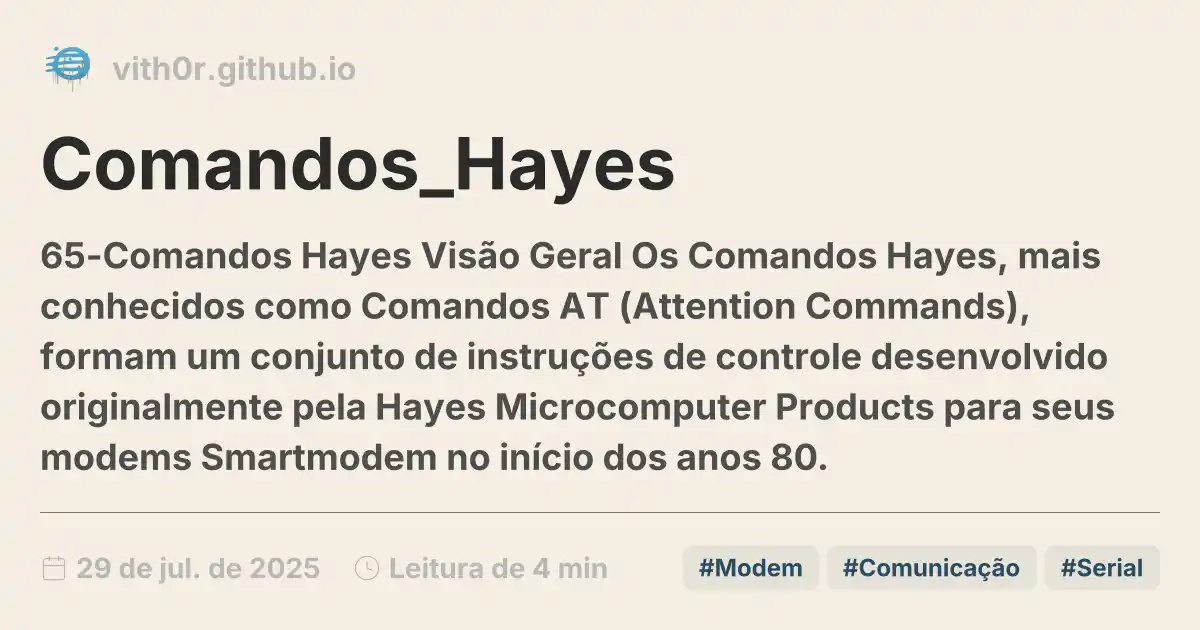 vith0r.github.io
Comandos_Hayes
65-Comandos Hayes Visão Geral Os Comandos Hayes, mais
conhecidos como Comandos AT (Attention Commands),
formam um conjunto de instruções de controle desenvolvido
originalmente pela Hayes Microcomputer Products para seus
modems Smartmodem no início dos anos 80.
29 de jul. de 2025 Leitura de 4 min #Modem #Comunicação #Serial